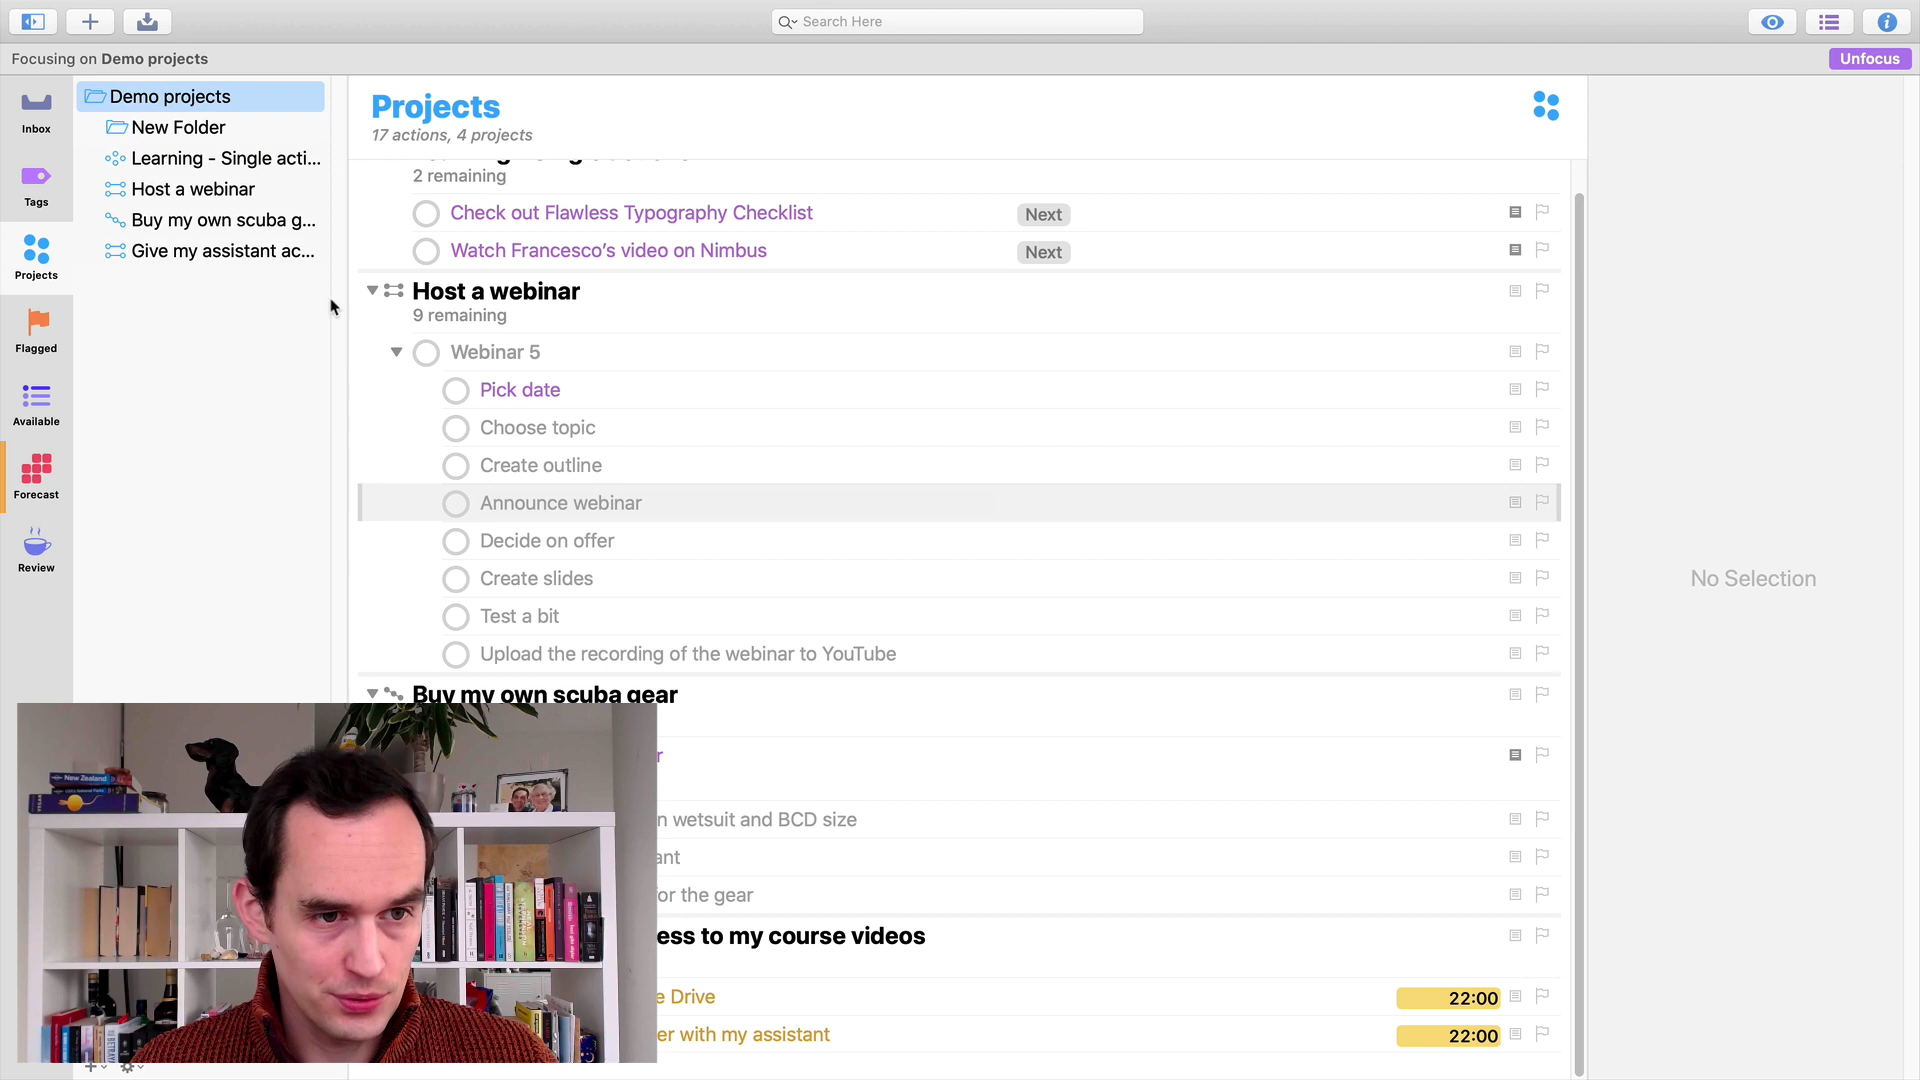 Search Here
Focusing on Demo projects
Unfocus
Inbox
Tags
Projects
Flagged
Available
Forecast
Review
Demo projects
New Folder
Learning - Single acti...
Host a webinar
Buy my own scuba g...
Give my assistant ac...
Projects
17 actions, 4 projects
2 remaining
Check out Flawless Typography Checklist
Next
Watch Francesco’s video on Nimbus
Next
Host a webinar
9 remaining
Webinar 5
Pick date
Choose topic
Create outline
Announce webinar
Decide on offer
Create slides
Test a bit
Upload the recording of the webinar to YouTube
Buy my own scuba gear
r
n wetsuit and BCD size
ant
for the gear
ess to my course videos
e Drive
22:00
er with my assistant
22:00
No Selection
New Zealand